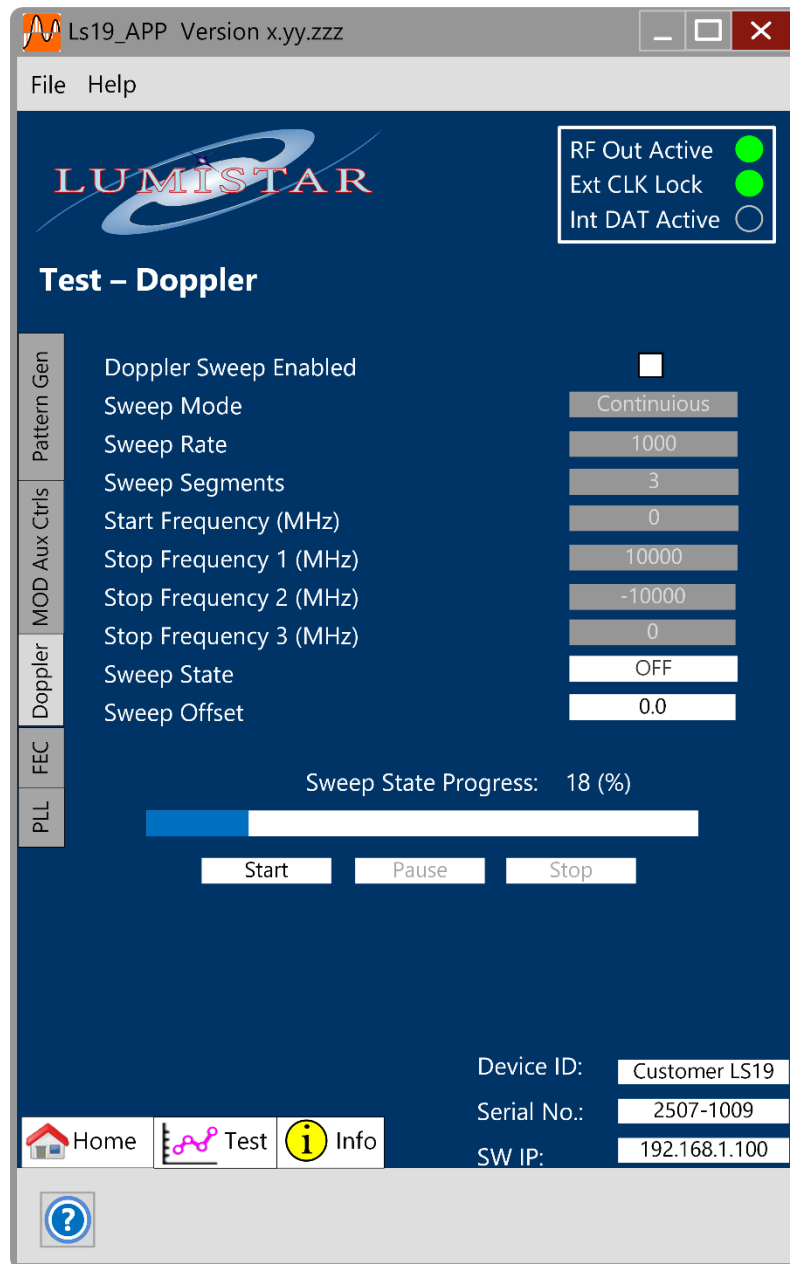 Ls19_APP Version x.yy.zzz
File Help
LUMISTAR
RF Out Active
Ext CLK Lock
Int DAT Active
Test – Doppler
Pattern Gen
MOD Aux Ctrls
Doppler
FEC
PLL
Doppler Sweep Enabled
Sweep Mode Continuious
Sweep Rate 1000
Sweep Segments 3
Start Frequency (MHz) 0
Stop Frequency 1 (MHz) 10000
Stop Frequency 2 (MHz) -10000
Stop Frequency 3 (MHz) 0
Sweep State OFF
Sweep Offset 0.0
Sweep State Progress: 18 (%)
Start Pause Stop
Device ID: Customer LS19
Serial No.: 2507-1009
SW IP: 192.168.1.100
Home Test i Info
?